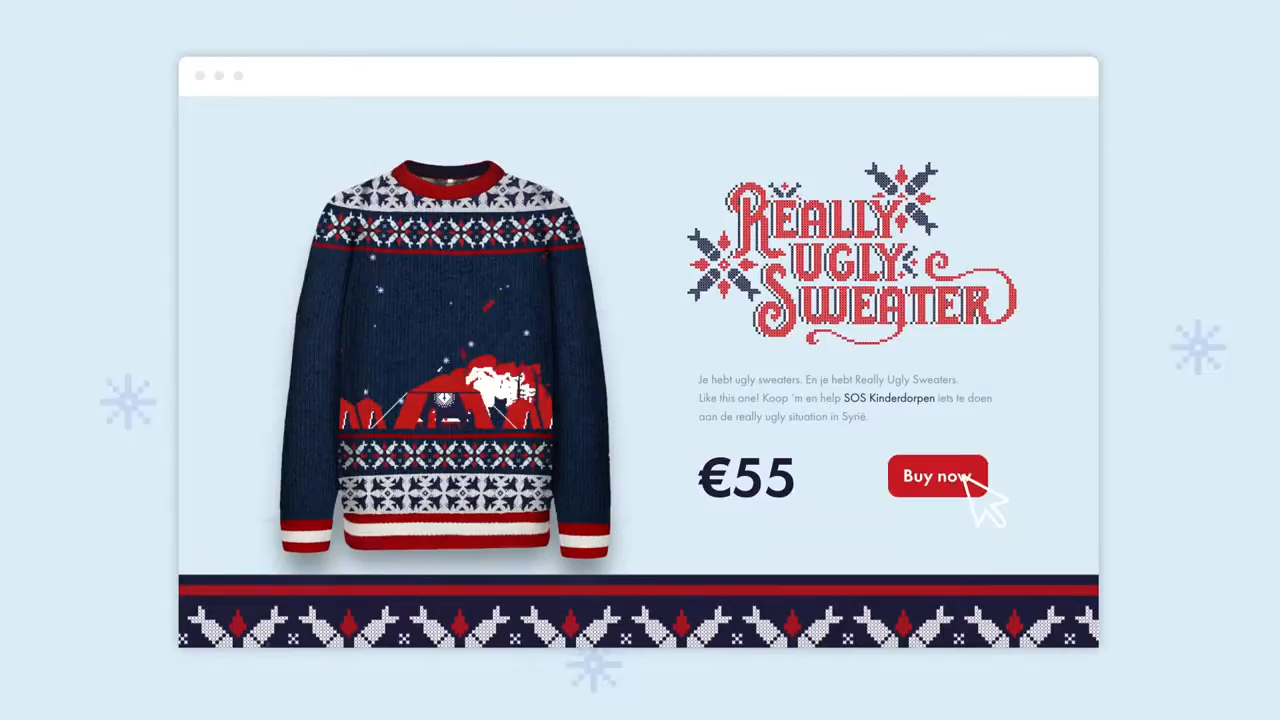 REALLY
UGLY
SWEATER
Je hebt ugly sweaters. En je hebt Really Ugly Sweaters.
Like this one! Koop 'm en help SOS Kinderdorpen iets te doen
aan de really ugly situation in Syrië.
€55
Buy now